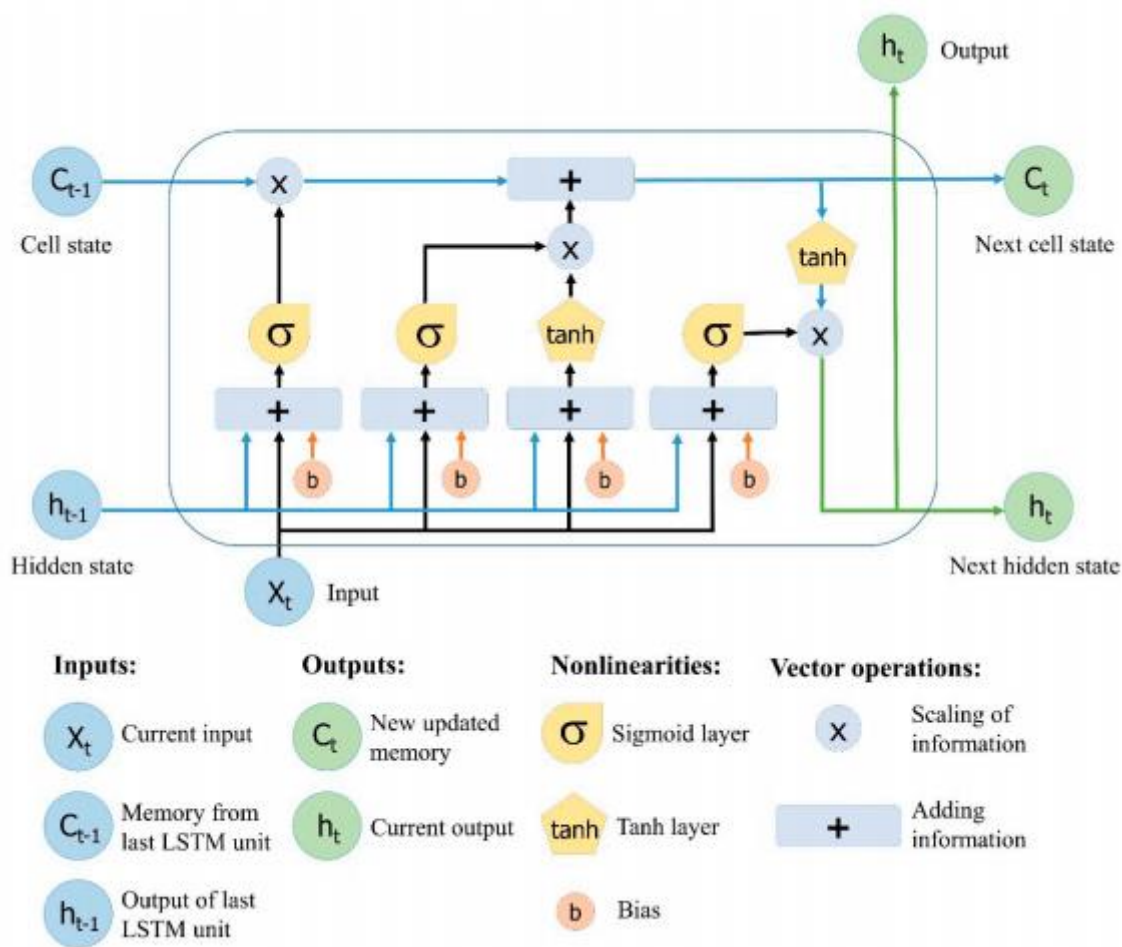 hₜ Output
Cₜ₋₁ x + Cₜ
Cell state Next cell state
x tanh
σ σ tanh σ x
+ + + +
b b b b
hₜ₋₁ hₜ
Hidden state Next hidden state
Xₜ Input
Inputs: Outputs: Nonlinearities: Vector operations:
Xₜ Current input
Cₜ₋₁ Memory from
last LSTM unit
hₜ₋₁ Output of last
LSTM unit
Cₜ New updated
memory
hₜ Current output
σ Sigmoid layer
tanh Tanh layer
b Bias
x Scaling of
information
+ Adding
information